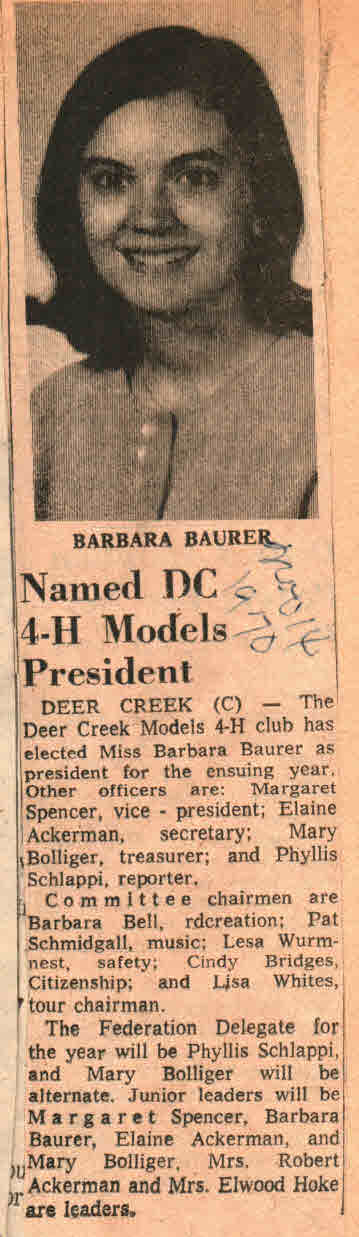 BARBARA BAURER
1970
Named DC
4-H Models
President
DEER CREEK (C) — The
Deer Creek Models 4-H club has
elected Miss Barbara Baurer as
president for the ensuing year.
Other officers are: Margaret
Spencer, vice - president; Elaine
Ackerman, secretary; Mary
Bolliger, treasurer; and Phyllis
Schlappi, reporter.
Committee chairmen are
Barbara Bell, rdcreation; Pat
Schmidgall, music; Lesa Wurm-
nest, safety; Cindy Bridges,
Citizenship; and Lisa Whites,
tour chairman.
The Federation Delegate for
the year will be Phyllis Schlappi,
and Mary Bolliger will be
alternate. Junior leaders will be
Margaret Spencer, Barbara
Baurer, Elaine Ackerman, and
Mary Bolliger, Mrs. Robert
Ackerman and Mrs. Elwood Hoke
are leaders.